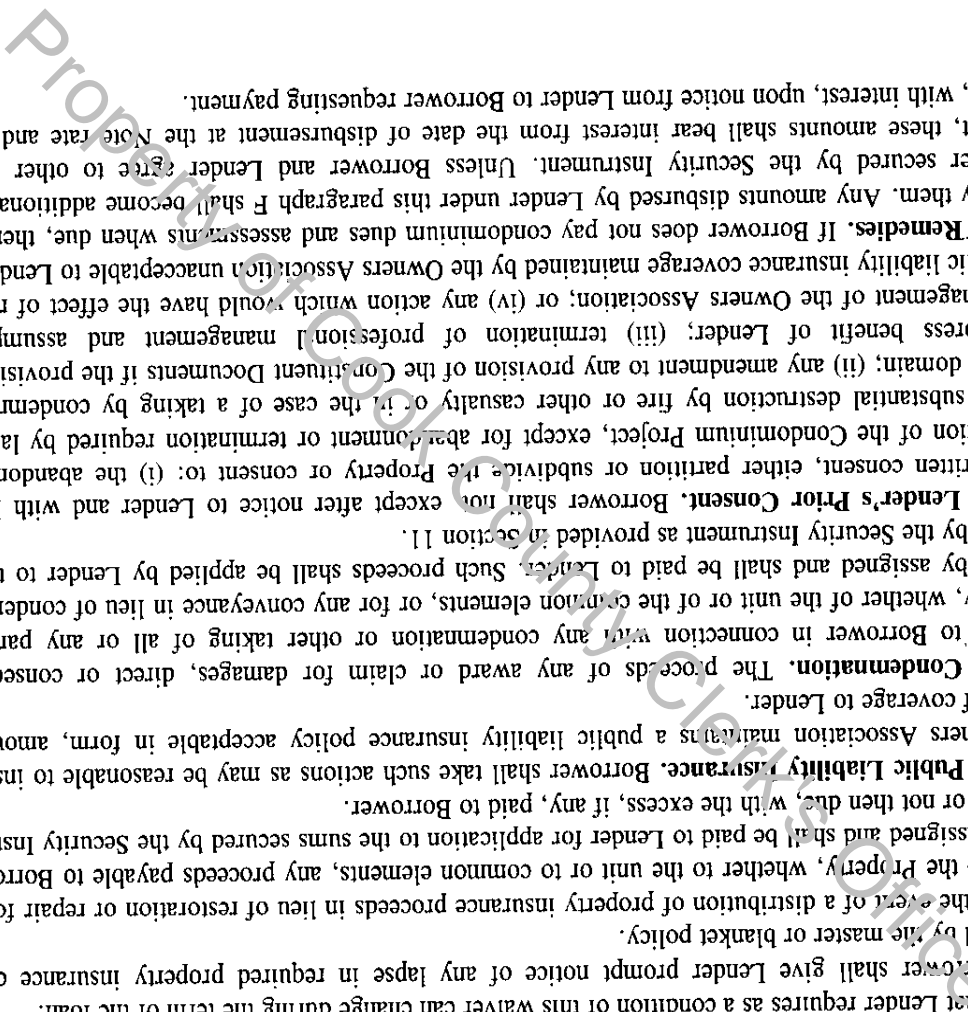 Lender requires as a condition of this waiver can change during the term of the loan.
rower shall give Lender prompt notice of any lapse in required property insurance c
by the master or blanket policy.
the event of a distribution of property insurance proceeds in lieu of restoration or repair fo
the Property, whether to the unit or to common elements, any proceeds payable to Borro
assigned and shall be paid to Lender for application to the sums secured by the Security Ins
or not then due, with the excess, if any, paid to Borrower.
Public Liability Insurance. Borrower shall take such actions as may be reasonable to ins
ners Association maintains a public liability insurance policy acceptable in form, amou
f coverage to Lender.
Condemnation. The proceeds of any award or claim for damages, direct or conse
to Borrower in connection with any condemnation or other taking of all or any par
, whether of the unit or of the common elements, or for any conveyance in lieu of conde
by assigned and shall be paid to Lender. Such proceeds shall be applied by Lender to t
by the Security Instrument as provided in Section 11.
Lender's Prior Consent. Borrower shall not, except after notice to Lender and with
ritten consent, either partition or subdivide the Property or consent to: (i) the abandon
tion of the Condominium Project, except for abandonment or termination required by la
substantial destruction by fire or other casualty or in the case of a taking by condemn
domain; (ii) any amendment to any provision of the Constituent Documents if the provisi
press benefit of Lender; (iii) termination of professional management and assum
nagement of the Owners Association; or (iv) any action which would have the effect of r
lic liability insurance coverage maintained by the Owners Association unacceptable to Lend
Remedies. If Borrower does not pay condominium dues and assessments when due, the
y them. Any amounts disbursed by Lender under this paragraph F shall become additiona
er secured by the Security Instrument. Unless Borrower and Lender agree to other
t, these amounts shall bear interest from the date of disbursement at the Note rate and
, with interest, upon notice from Lender to Borrower requesting payment.
Property of Cook County Clerk's Office